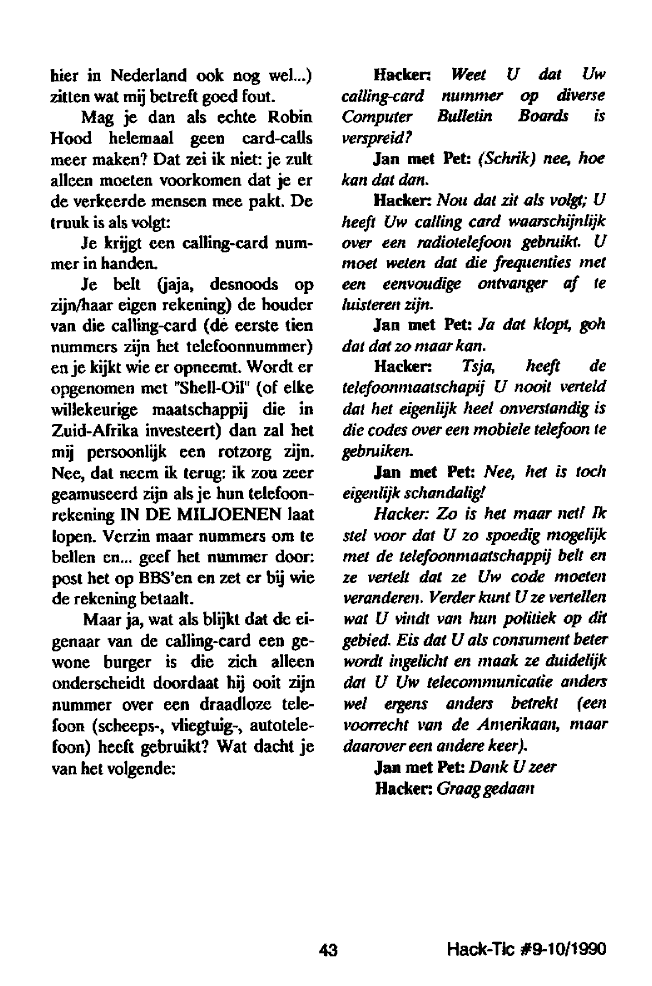 hier in Nederland ook nog wel...)
zitten wat mij betreft goed fout.
Mag je dan als echte Robin
Hood helemaal geen card-calls
meer maken? Dat zei ik niet: je zult
alleen moeten voorkomen dat je er
de verkeerde mensen mee pakt. De
truuk is als volgt:
Je krijgt een calling-card num-
mer in handen.
Je belt (jaja, desnoods op
zijn/haar eigen rekening) de houder
van die calling-card (de eerste tien
nummers zijn het telefoonnummer)
en je kijkt wie er opneemt. Wordt er
opgenomen met "Shell-Oil" (of elke
willekeurige maatschappij die in
Zuid-Afrika investeert) dan zal het
mij persoonlijk een rotzorg zijn.
Nee, dat neem ik terug: ik zou zeer
geamuseerd zijn als je hun telefoon-
rekening IN DE MILJOENEN laat
lopen. Verzin maar nummers om te
bellen en... geef het nummer door:
post het op BBS'en en zet er bij wie
de rekening betaalt.
Maar ja, wat als blijkt dat de ei-
genaar van de calling-card een ge-
wone burger is die zich alleen
onderscheidt doordaat hij ooit zijn
nummer over een draadloze tele-
foon (scheeps-, vliegtuig-, autotele-
foon) heeft gebruikt? Wat dacht je
van het volgende:
Hacker: Weet U dat Uw
calling-card nummer op diverse
Computer Bulletin Boards is
verspreid?
Jan met Pet: (Schrik) nee, hoe
kan dat dan.
Hacker: Nou dat zit als volgt; U
heeft Uw calling card waarschijnlijk
over een radiotelefoon gebruikt. U
moet weten dat die frequenties met
een eenvoudige ontvanger af te
luisteren zijn.
Jan met Pet: Ja dat klopt, goh
dat dat zo maar kan.
Hacker: Tsja, heeft de
telefoonmaatschapij U nooit verteld
dat het eigenlijk heel onverstandig is
die codes over een mobiele telefoon te
gebruiken.
Jan met Pet: Nee, het is toch
eigenlijk schandalig!
Hacker: Zo is het maar net! Ik
stel voor dat U zo spoedig mogelijk
met de telefoonmaatschappij belt en
ze vertelt dat ze Uw code moeten
veranderen. Verder kunt U ze vertellen
wat U vindt van hun politiek op dit
gebied. Eis dat U als consument beter
wordt ingelicht en maak ze duidelijk
dat U Uw telecommunicatie anders
wel ergens anders betrekt (een
voorrecht van de Amerikaan, maar
daarover een andere keer).
Jan met Pet: Dank U zeer
Hacker: Graag gedaan
43
Hack-Tic #9-10/1990